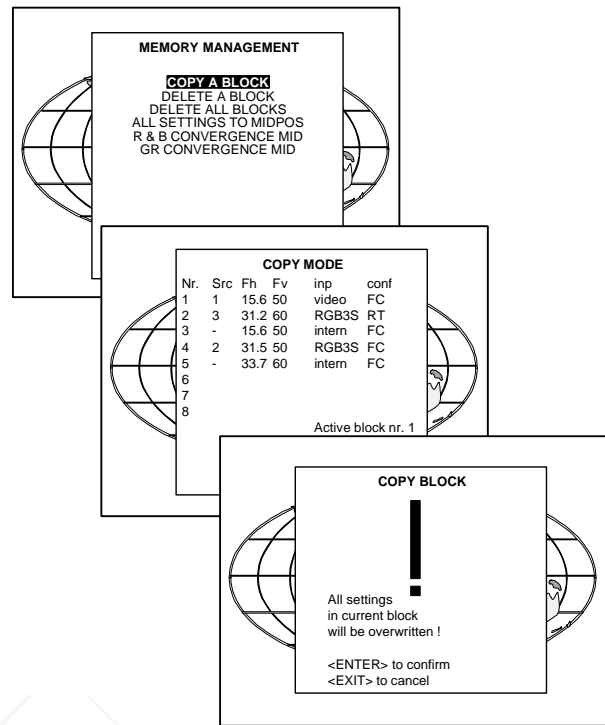 MEMORY MANAGEMENT
COPY A BLOCK
DELETE A BLOCK
DELETE ALL BLOCKS
ALL SETTINGS TO MIDPOS
R & B CONVERGENCE MID
GR CONVERGENCE MID
COPY MODE
Nr. Src Fh Fv inp conf
1 1 15.6 50 video FC
2 3 31.2 60 RGB3S RT
3 - 15.6 50 intern FC
4 2 31.5 50 RGB3S FC
5 - 33.7 60 intern FC
6
7
8
Active block nr. 1
COPY BLOCK
!
All settings
in current block
will be overwritten !
<ENTER> to confirm
<EXIT> to cancel